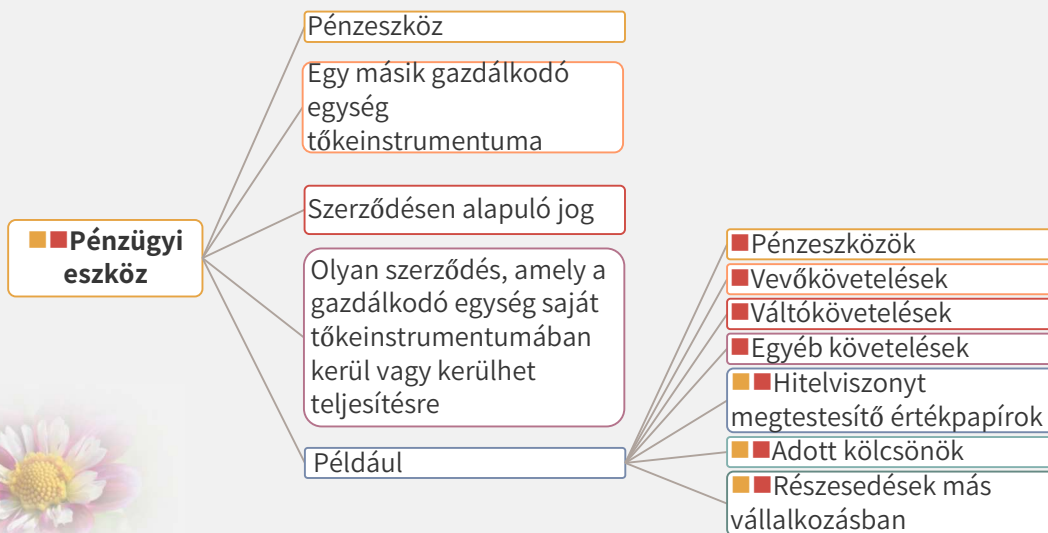 Pénzeszköz
Egy másik gazdálkodó
egység
tőkeinstrumentuma
Szerződésen alapuló jog
Pénzügyi
eszköz
Olyan szerződés, amely a
gazdálkodó egység saját
tőkeinstrumentumában
kerül vagy kerülhet
teljesítésre
Például
Pénzeszközök
Vevőkövetelések
Váltókövetelések
Egyéb követelések
Hitelviszonyt
megtestesítő értékpapírok
Adott kölcsönök
Részesedések más
vállalkozásban